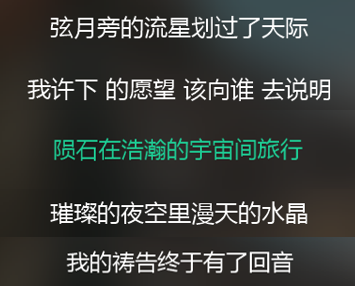 弦月旁的流星划过了天际
我许下 的愿望 该向谁 去说明
陨石在浩瀚的宇宙间旅行
璀璨的夜空里漫天的水晶
我的祷告终于有了回音